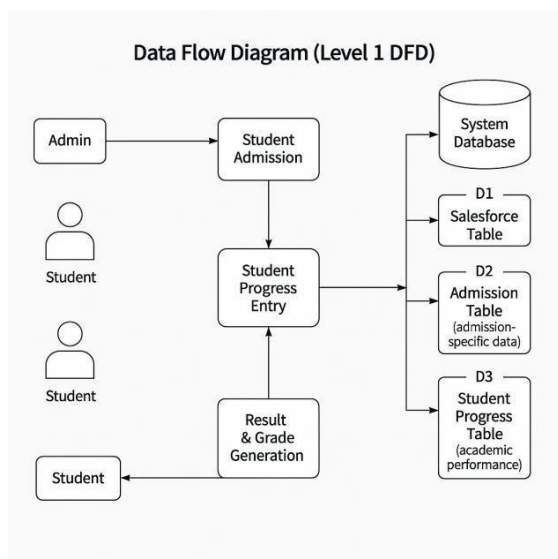 Data Flow Diagram (Level 1 DFD)
Admin
Student
Admission
System
Database
D1
Salesforce
Table
Student
Student
Progress
Entry
D2
Admission
Table
(admission-
specific data)
Student
D3
Student
Progress
Table
(academic
performance)
Result
& Grade
Generation
Student